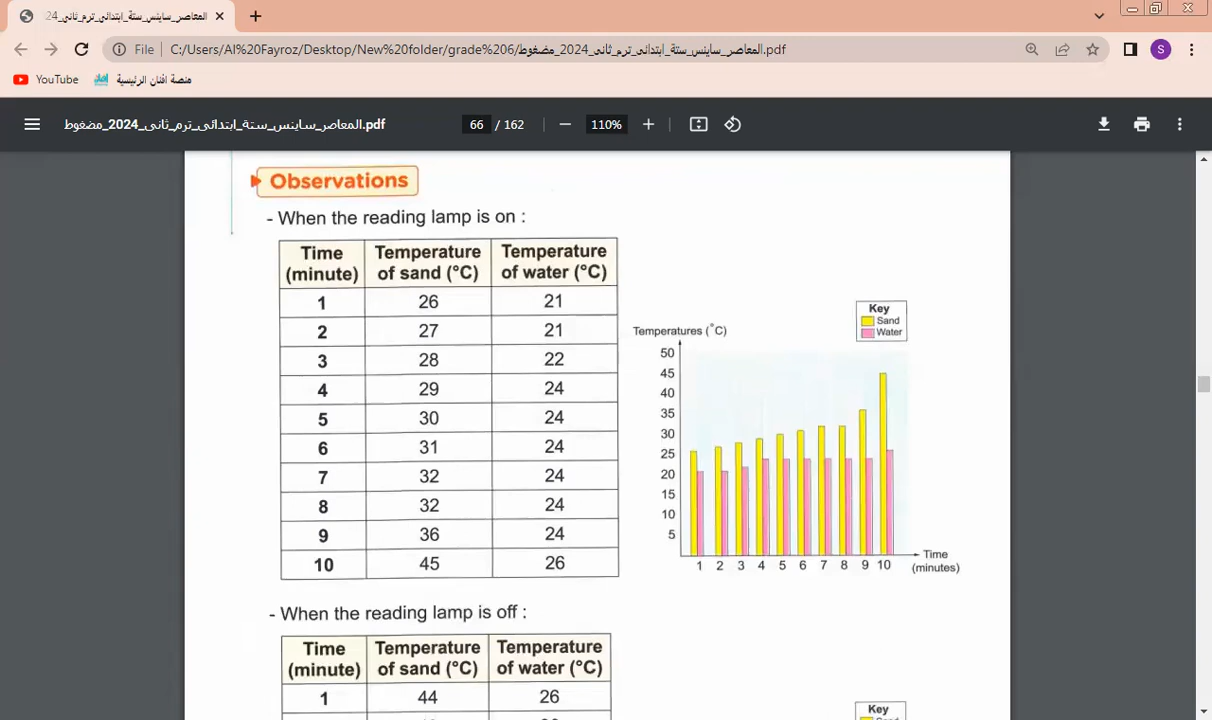 المعاصر_ساينس_ستة_ابتدائى_ترم_ثانى_24
File C:/Users/Al%20Fayroz/Desktop/New%20folder/grade%206/المعاصر_ساينس_ستة_ابتدائى_ترم_ثانى_2024_مضغوط.pdf
S
YouTube منصة افنان الرئيسية
المعاصر_ساينس_ستة_ابتدائى_ترم_ثانى_2024_مضغوط.pdf 66 / 162 110%
Observations
- When the reading lamp is on :
Time (minute) Temperature of sand (°C) Temperature of water (°C)
1 26 21
2 27 21
3 28 22
4 29 24
5 30 24
6 31 24
7 32 24
8 32 24
9 36 24
10 45 26
Key
Sand
Water
Temperatures (°C)
50
45
40
35
30
25
20
15
10
5
1 2 3 4 5 6 7 8 9 10
Time
(minutes)
- When the reading lamp is off :
Time (minute) Temperature of sand (°C) Temperature of water (°C)
1 44 26
Key